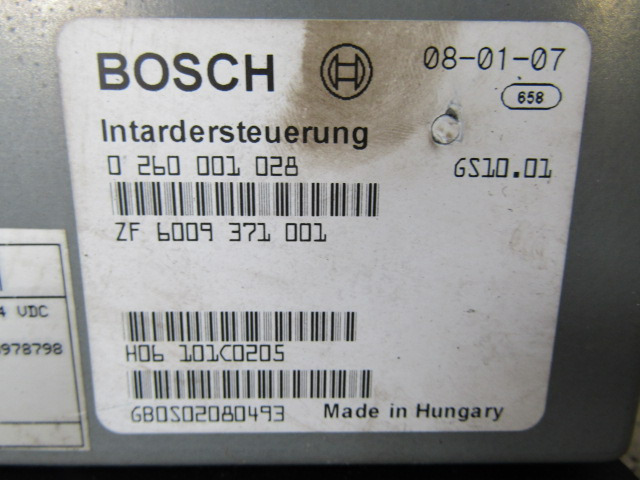 BOSCH
08-01-07
658
Intardersteuerung
0 260 001 028
GS10.01
ZF 6009 371 001
4 VDC
978798
H06 101C0205
GB0S02080493
Made in Hungary